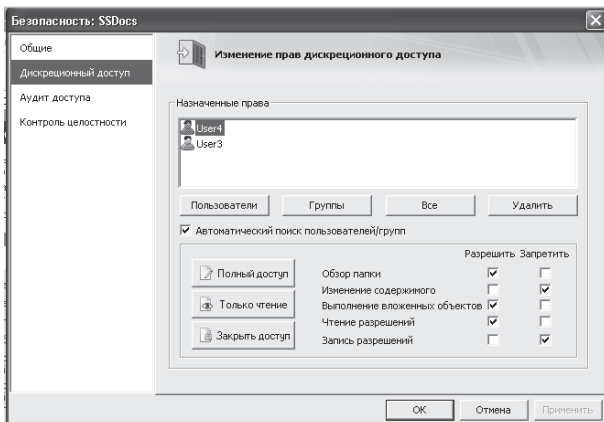 Безопасность: SSDocs
Общие
Дискреционный доступ
Аудит доступа
Контроль целостности
Изменение прав дискреционного доступа
Назначенные права
User4
User3
Пользователи Группы Все Удалить
Автоматический поиск пользователей/групп
Разрешить Запретить
Полный доступ
Только чтение
Закрыть доступ
Обзор папки
Изменение содержимого
Выполнение вложенных объектов
Чтение разрешений
Запись разрешений
OK Отмена Применить